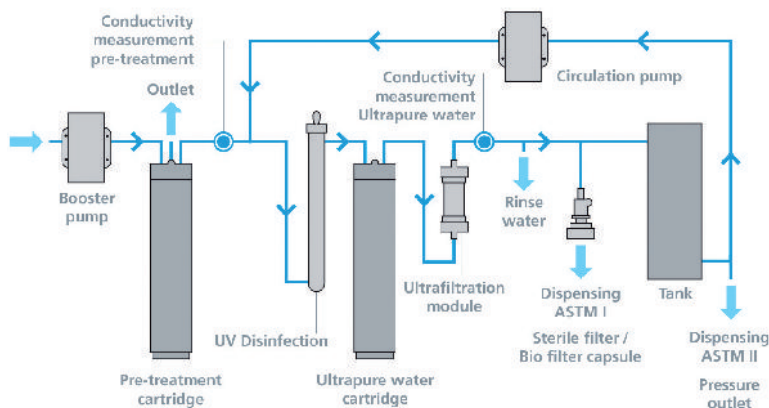 Conductivity
measurement
pre-treatment
Outlet
Booster
pump
Pre-treatment
cartridge
UV Disinfection
Ultrapure water
cartridge
Conductivity
measurement
Ultrapure water
Ultrafiltration
module
Circulation pump
Rinse
water
Dispensing
ASTM I
Sterile filter /
Bio filter capsule
Tank
Dispensing
ASTM II
Pressure
outlet